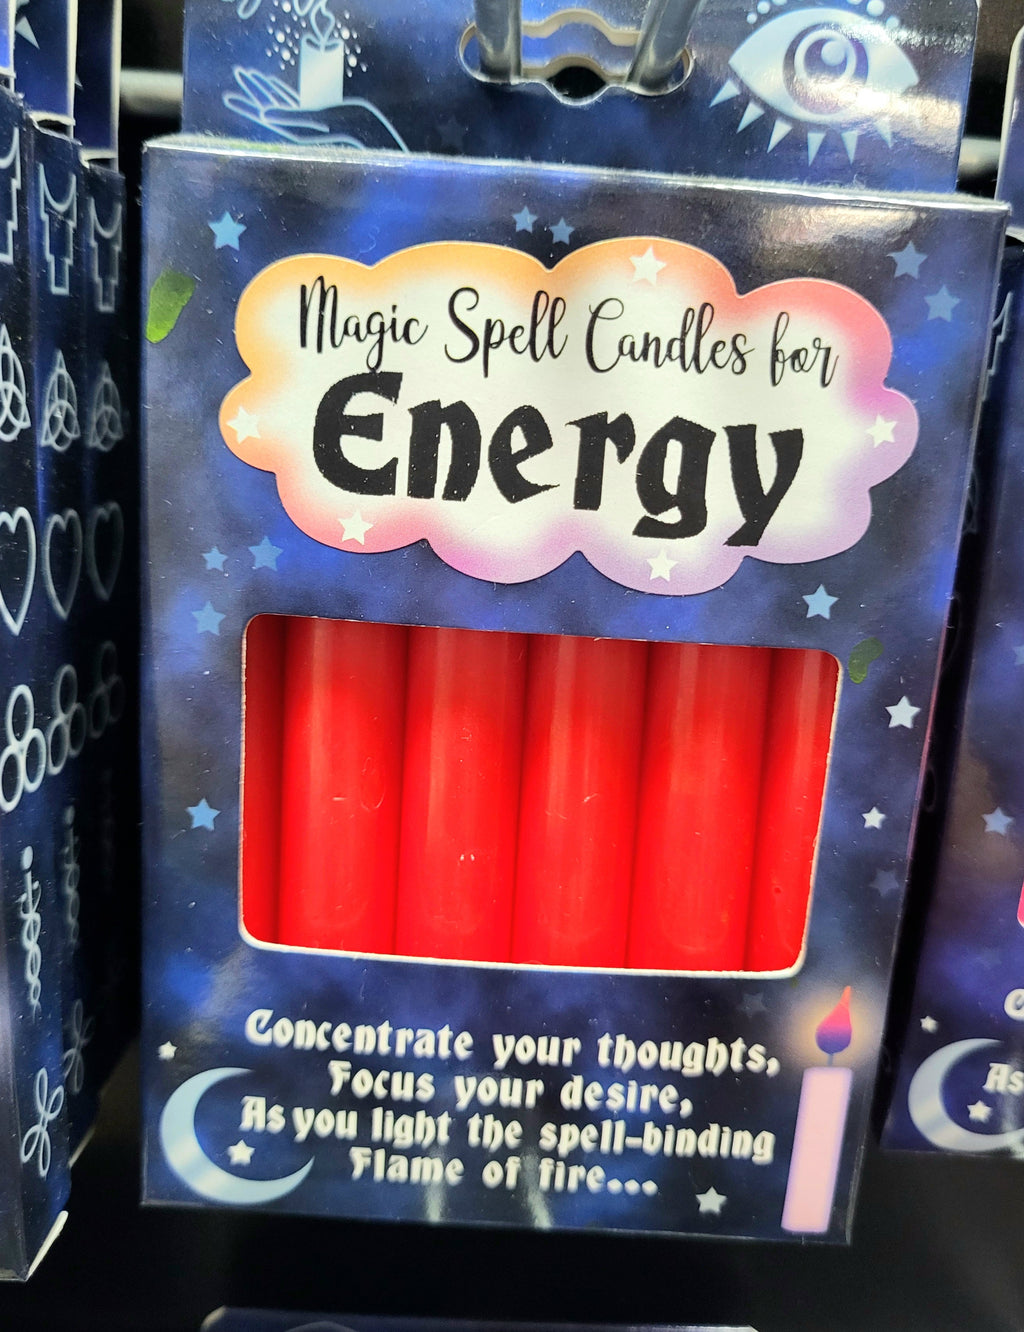 Magic Spell Candles for
Energy
Concentrate your thoughts,
Focus your desire,
As you light the spell-binding
Flame of fire...
As